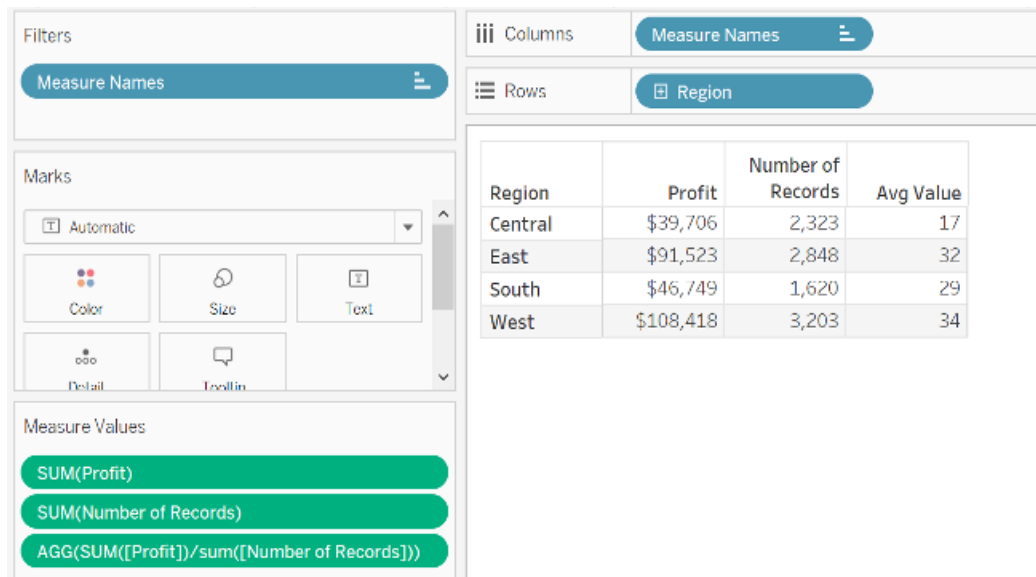 Filters
Measure Names
Columns
Measure Names
Rows
Region
Marks
Automatic
Color Size Text
Detail Tooltip
Measure Values
SUM(Profit)
SUM(Number of Records)
AGG(SUM([Profit])/sum([Number of Records]))
Number of
Region Profit Records Avg Value
Central $39,706 2,323 17
East $91,523 2,848 32
South $46,749 1,620 29
West $108,418 3,203 34